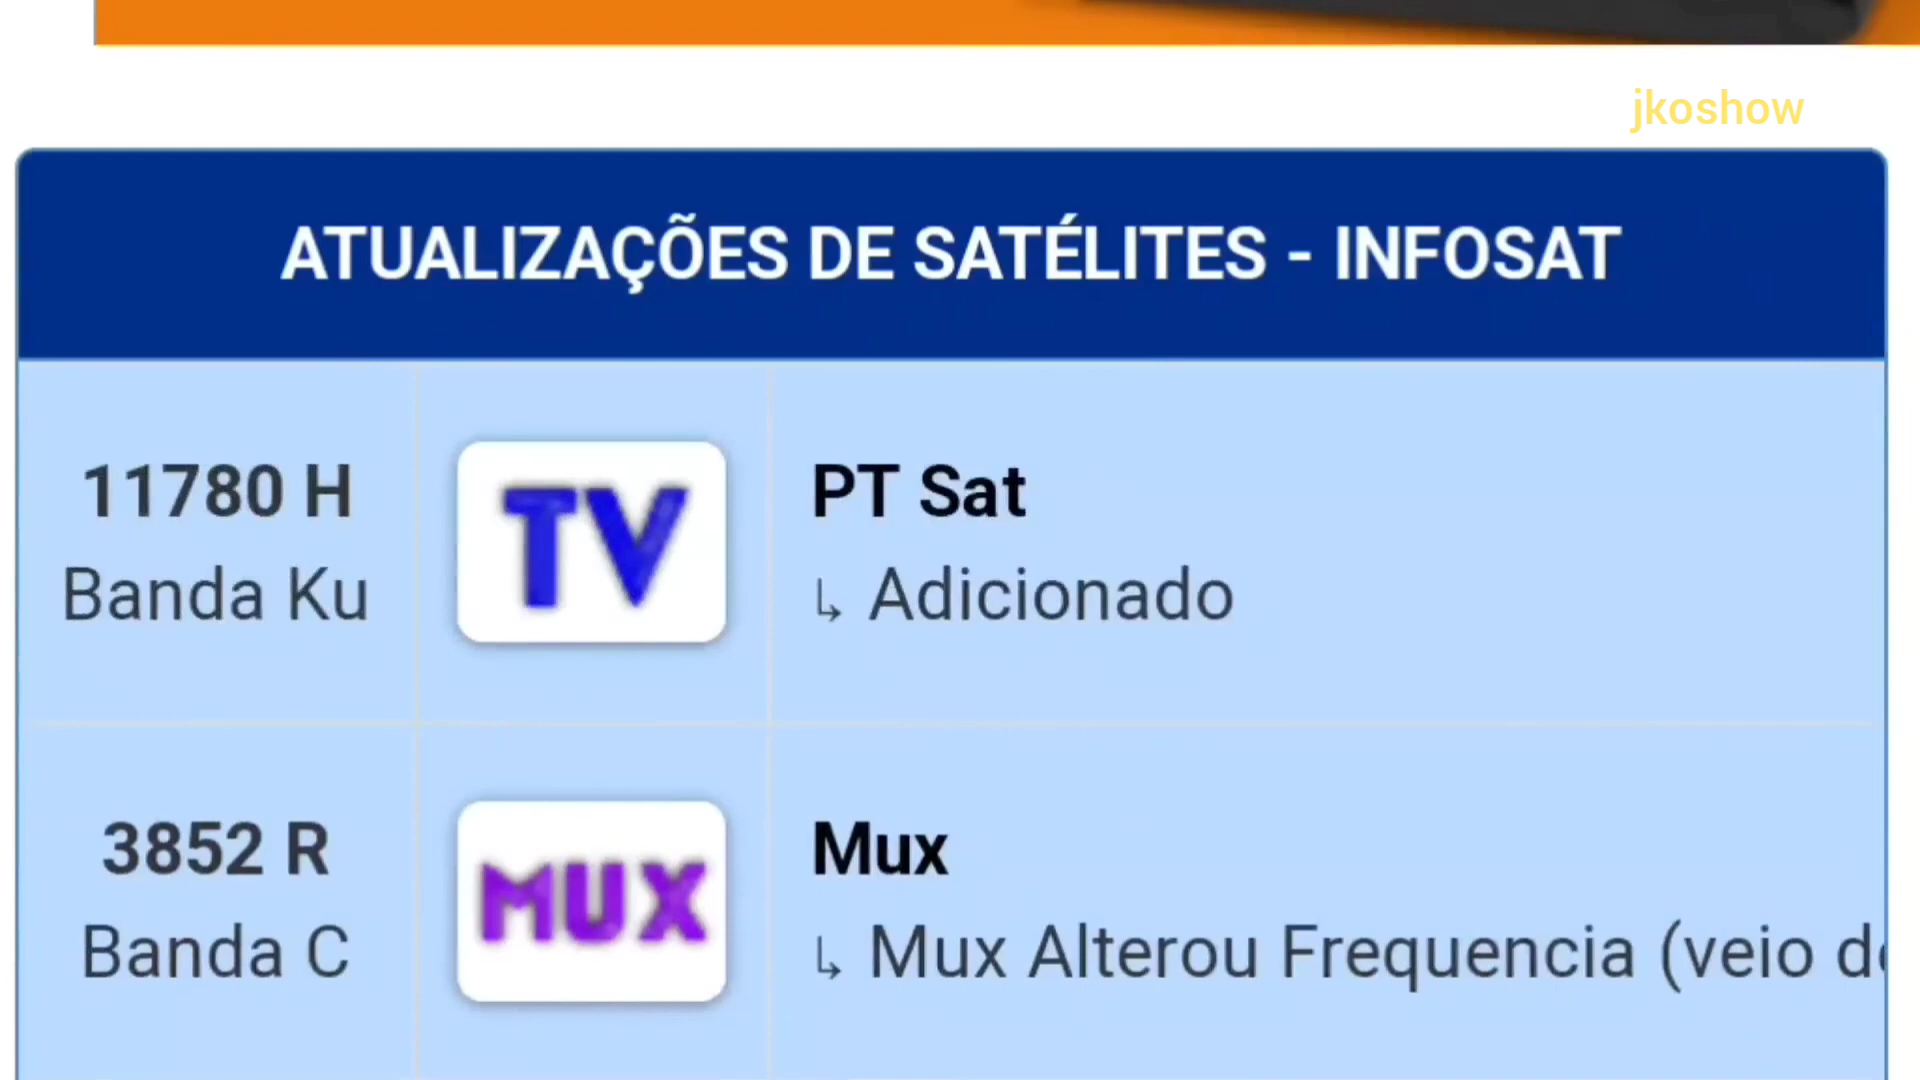 jkoshow
ATUALIZAÇÕES DE SATÉLITES - INFOSAT
11780 H
Banda Ku
TV
PT Sat
↳ Adicionado
3852 R
Banda C
MUX
Mux
↳ Mux Alterou Frequencia (veio